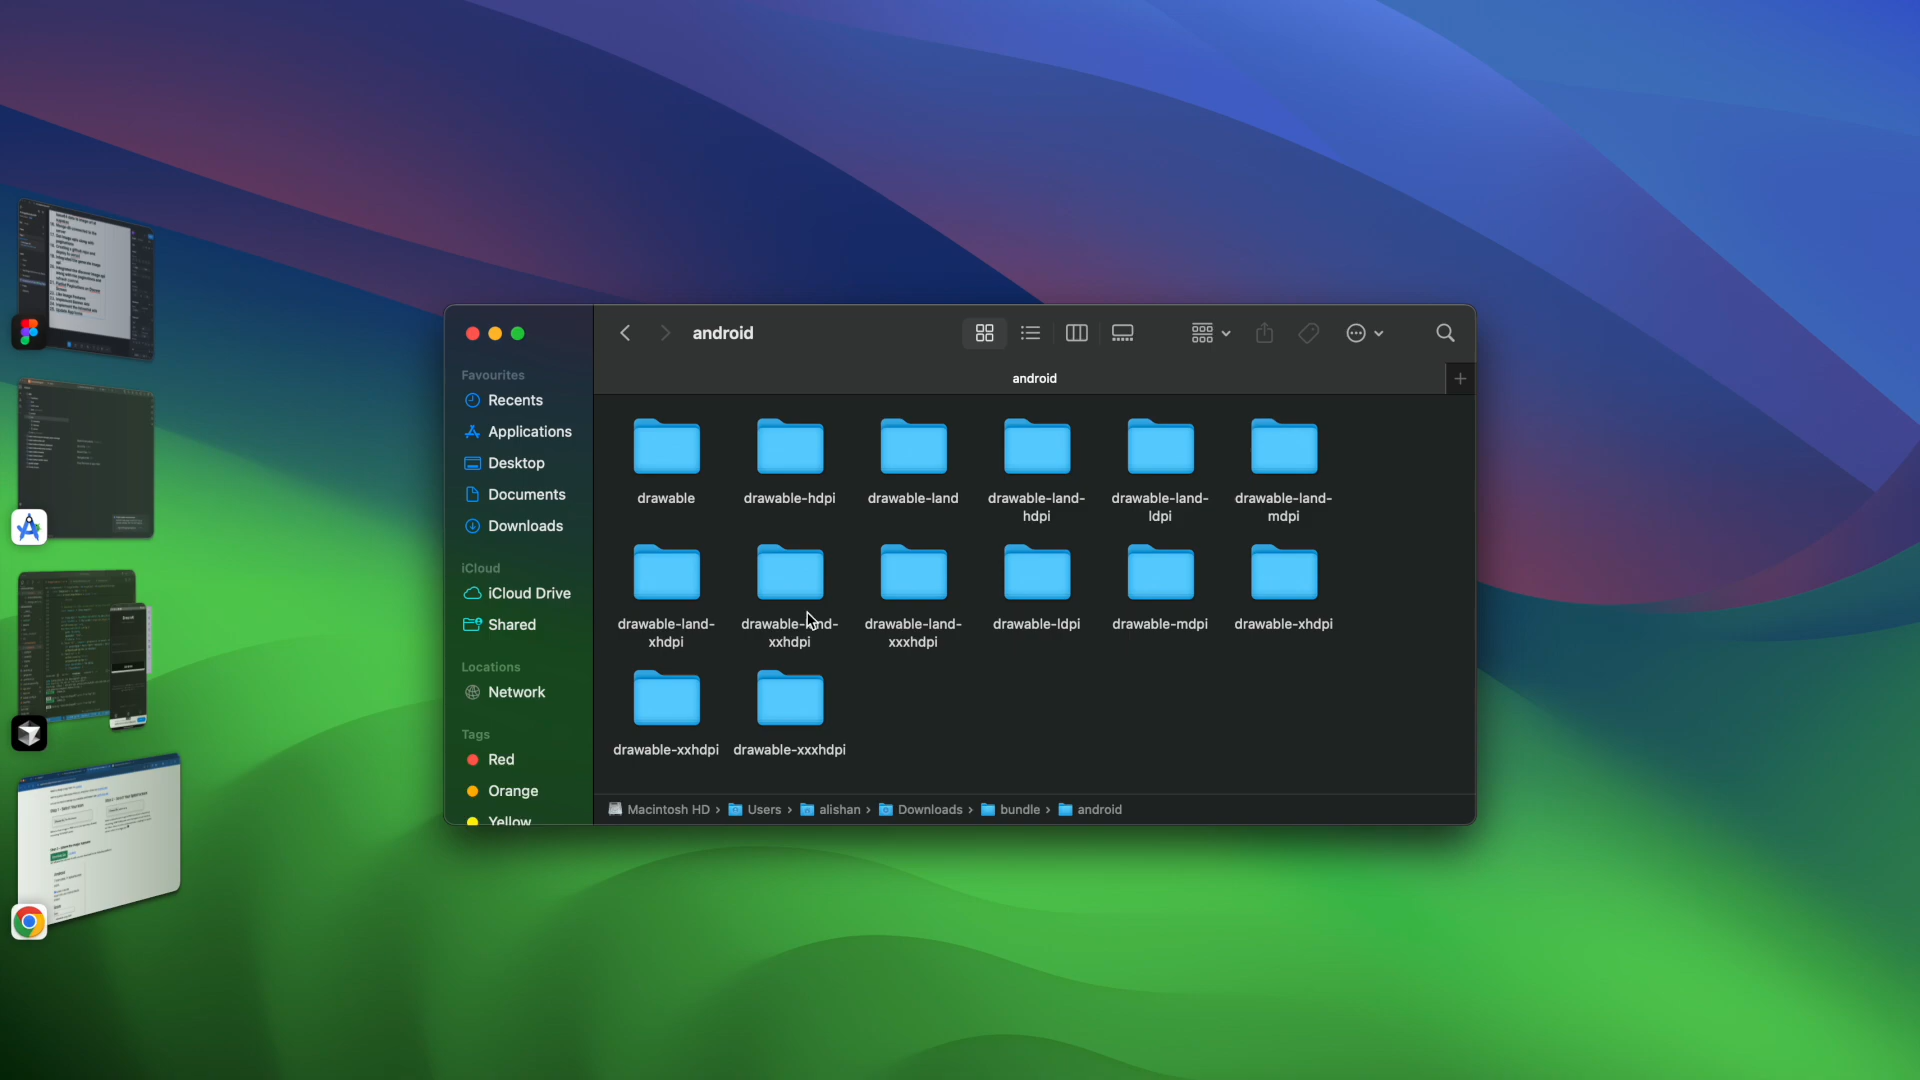 android
android
Favourites
Recents
Applications
Desktop
Documents
Downloads
iCloud
iCloud Drive
Shared
Locations
Network
Tags
Red
Orange
Yellow
drawable
drawable-hdpi
drawable-land
drawable-land-
hdpi
drawable-land-
ldpi
drawable-land-
mdpi
drawable-land-
xhdpi
drawable-land-
xxhdpi
drawable-land-
xxxhdpi
drawable-ldpi
drawable-mdpi
drawable-xhdpi
drawable-xxhdpi
drawable-xxxhdpi
Macintosh HD › Users › alishan › Downloads › bundle › android